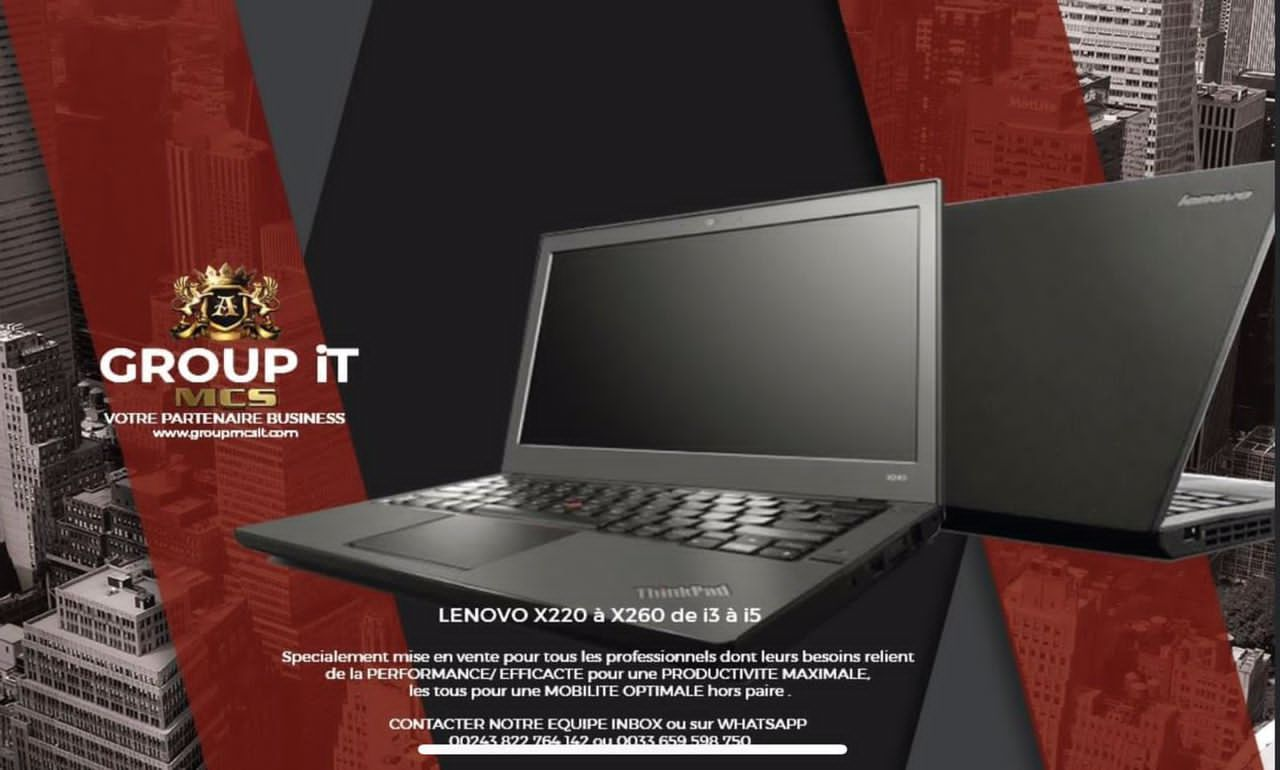 lenovo
A
GROUP iT
MCS
VOTRE PARTENAIRE BUSINESS
www.groupmcsit.com
ThinkPad
LENOVO X220 à X260 de i3 à i5
Specialement mise en vente pour tous les professionnels dont leurs besoins relient
de la PERFORMANCE/ EFFICACTE pour une PRODUCTIVITE MAXIMALE,
les tous pour une MOBILITE OPTIMALE hors paire .
CONTACTER NOTRE EQUIPE INBOX ou sur WHATSAPP
00243 822 764 142 ou 0033 659 598 750